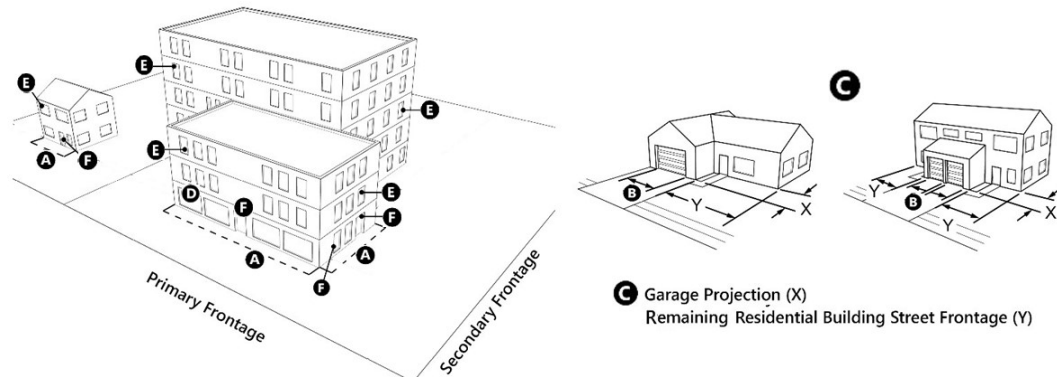 E
E
E
E
E
E
F
F
F
F
D
A
A
A
Primary Frontage
Secondary Frontage
C
B
Y
X
Y
B
Y
X
C Garage Projection (X)
Remaining Residential Building Street Frontage (Y)